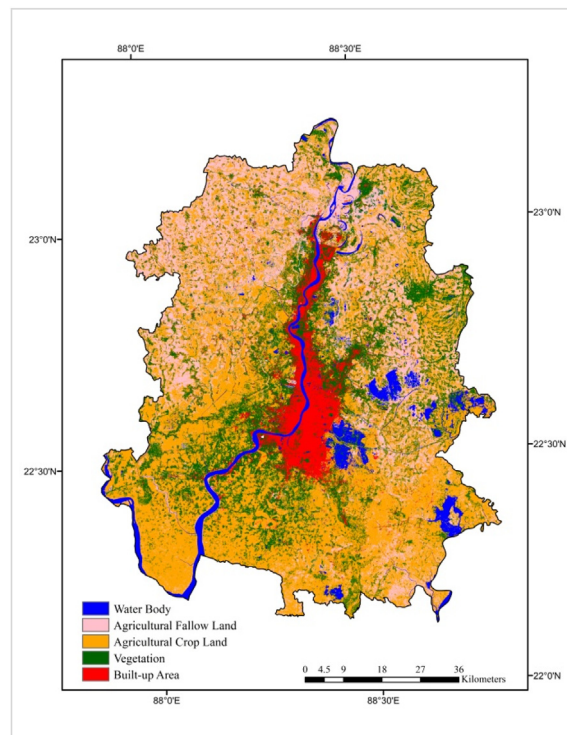 88°0'E 88°30'E
23°0'N 23°0'N
22°30'N 22°30'N
Water Body
Agricultural Fallow Land
Agricultural Crop Land
Vegetation
Built-up Area
0 4.5 9 18 27 36
Kilometers
22°0'N
88°0'E 88°30'E